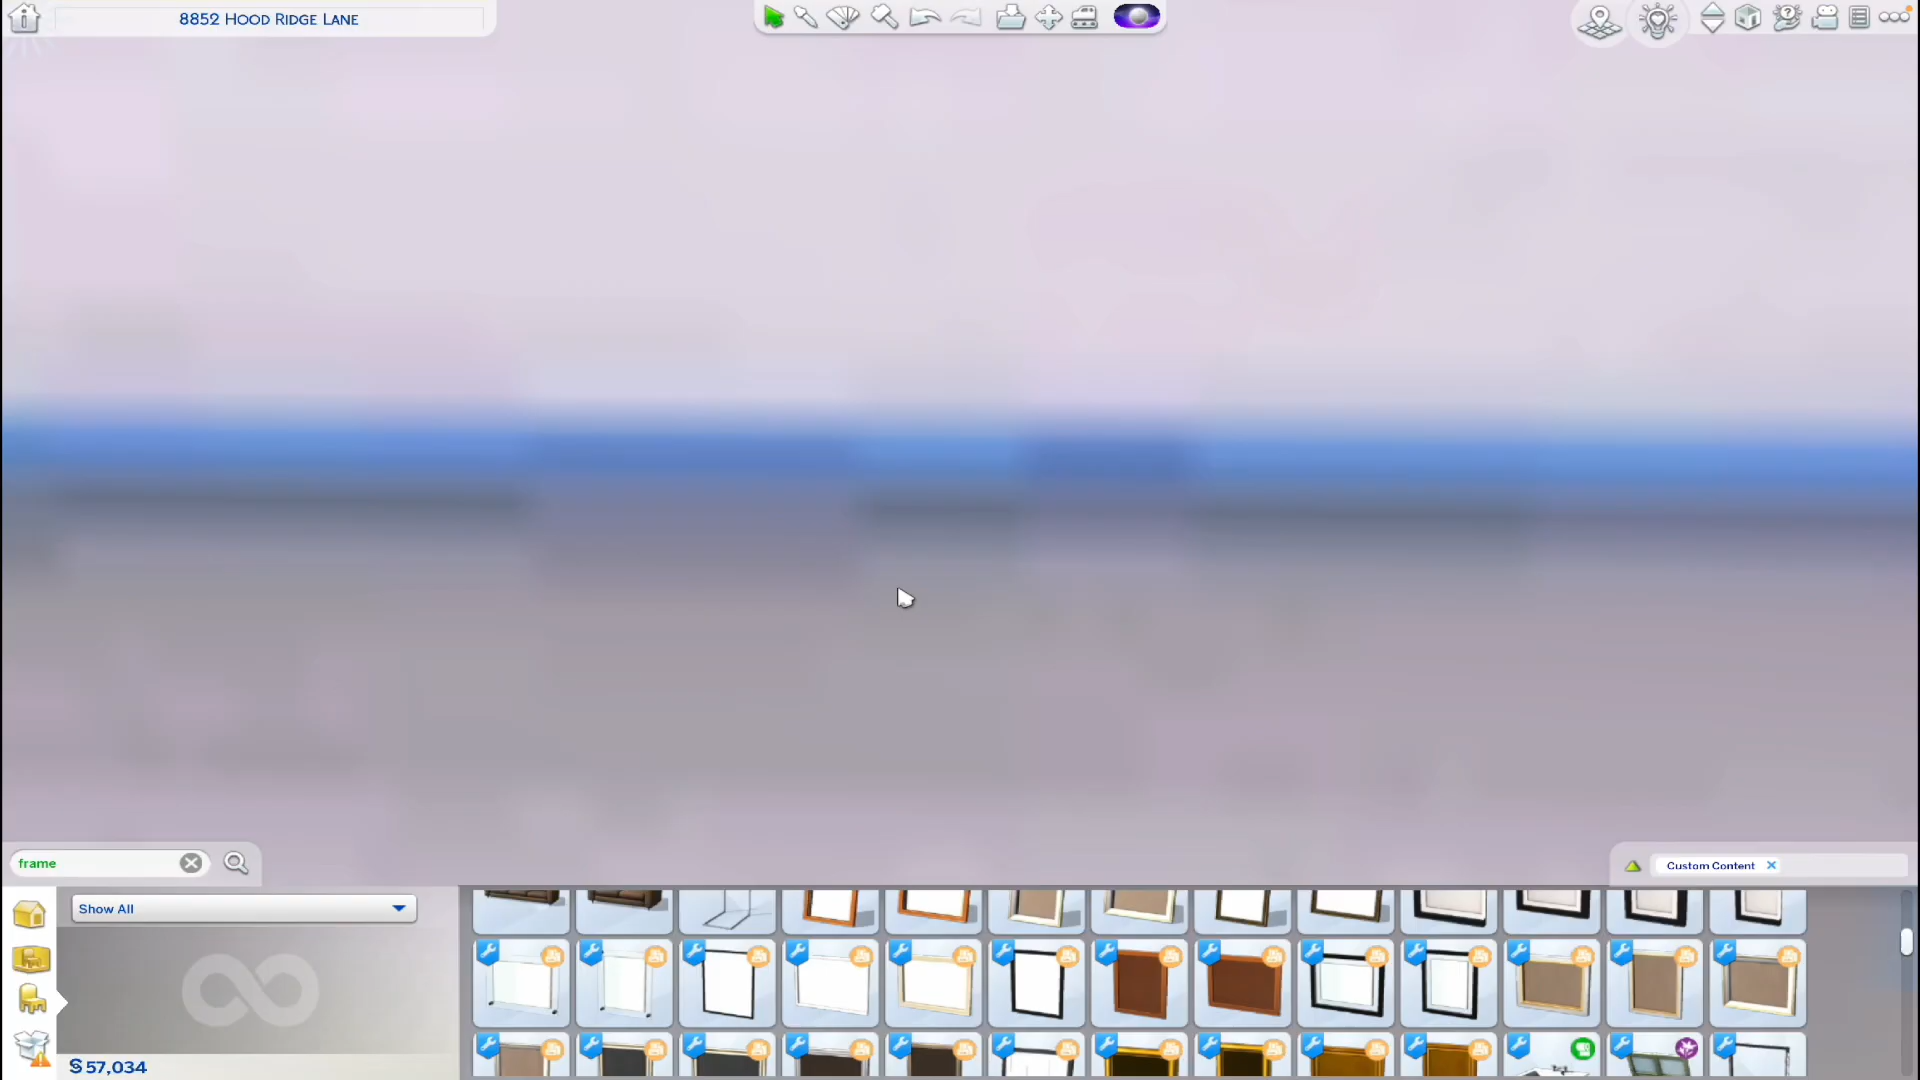 8852 Hood Ridge Lane
frame
Custom Content
Show All
§57,034